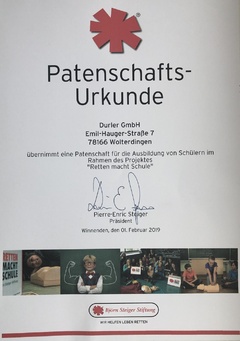 Patenschafts-
Urkunde
Durler GmbH
Emil-Hauger-Straße 7
78166 Wolterdingen
übernimmt eine Patenschaft für die Ausbildung von Schülern im
Rahmen des Projektes
"Retten macht Schule"
Pierre-Enric Steiger
Präsident
Winnenden, den 01. Februar 2019
RETTEN
MACHT
SCHULE
Björn Steiger Stiftung
WIR HELFEN LEBEN RETTEN